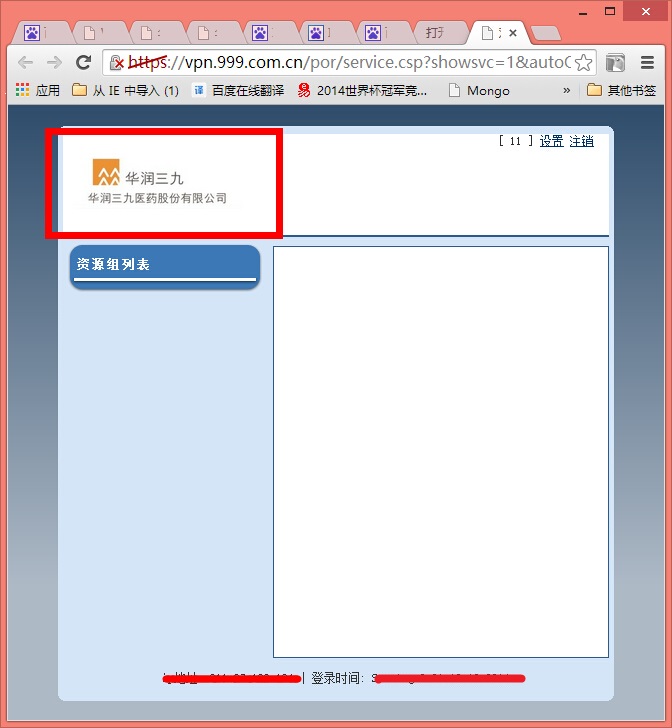 打开
https://vpn.999.com.cn/por/service.csp?showsvc=1&autoC
应用 从 IE 中导入 (1) 百度在线翻译 2014世界杯冠军竞... Mongo » 其他书签
[ 11 ] 设置 注销
华润三九
华润三九医药股份有限公司
资源组列表
| 登录时间: